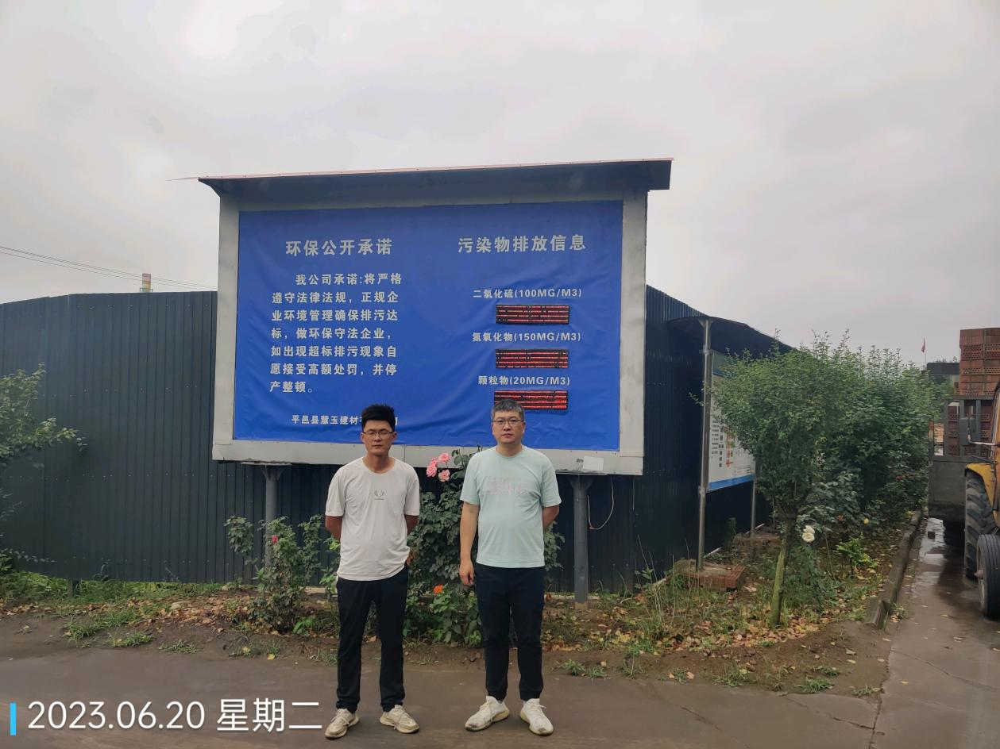 环保公开承诺
我公司承诺:将严格
遵守法律法规，正规企
业环境管理确保排污达
标，做环保守法企业，
如出现超标排污现象自
愿接受高额处罚，并停
产整顿。
平邑县慧玉建材
污染物排放信息
二氧化硫(100MG/M3)
氮氧化物(150MG/M3)
颗粒物(20MG/M3)
2023.06.20 星期二